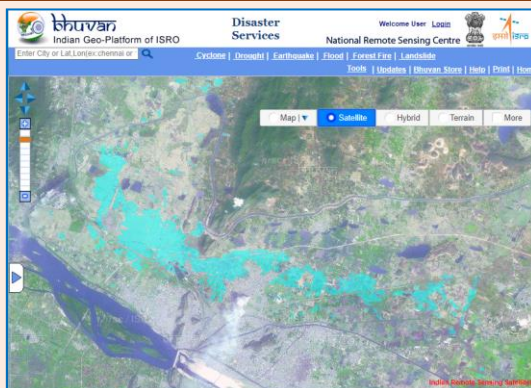 bhuvan
Indian Geo-Platform of ISRO
Disaster
Services
Welcome User Login
National Remote Sensing Centre
इसरो isro
Enter City or Lat,Lon(ex:chennai or
Cyclone | Drought | Earthquake | Flood | Forest Fire | Landslide
Tools | Updates | Bhuvan Store | Help | Print | Hom
Map | ▼
Satellite
Hybrid
Terrain
More
Indian Remote Sensing Satellite